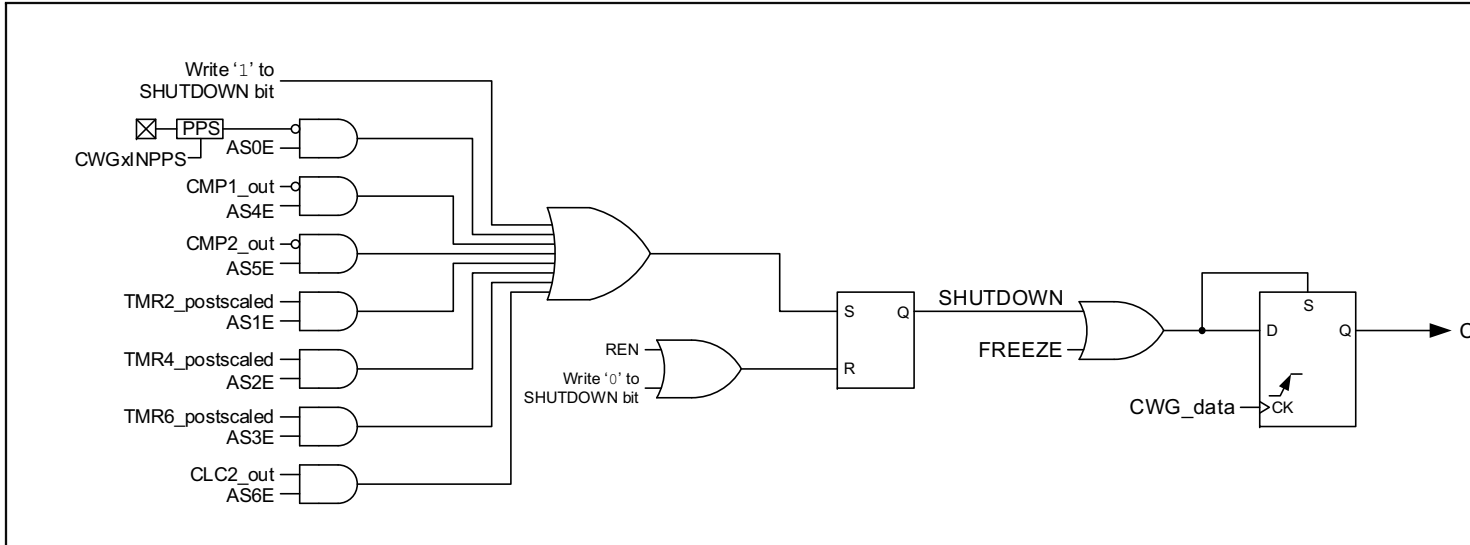 Write ‘1’ to
SHUTDOWN bit
PPS
AS0E
CWGxINPPS
CMP1_out
AS4E
CMP2_out
AS5E
TMR2_postscaled
AS1E
TMR4_postscaled
AS2E
TMR6_postscaled
AS3E
CLC2_out
AS6E
REN
Write ‘0’ to
SHUTDOWN bit
S
Q
R
SHUTDOWN
FREEZE
S
D
Q
CWG_data
CK